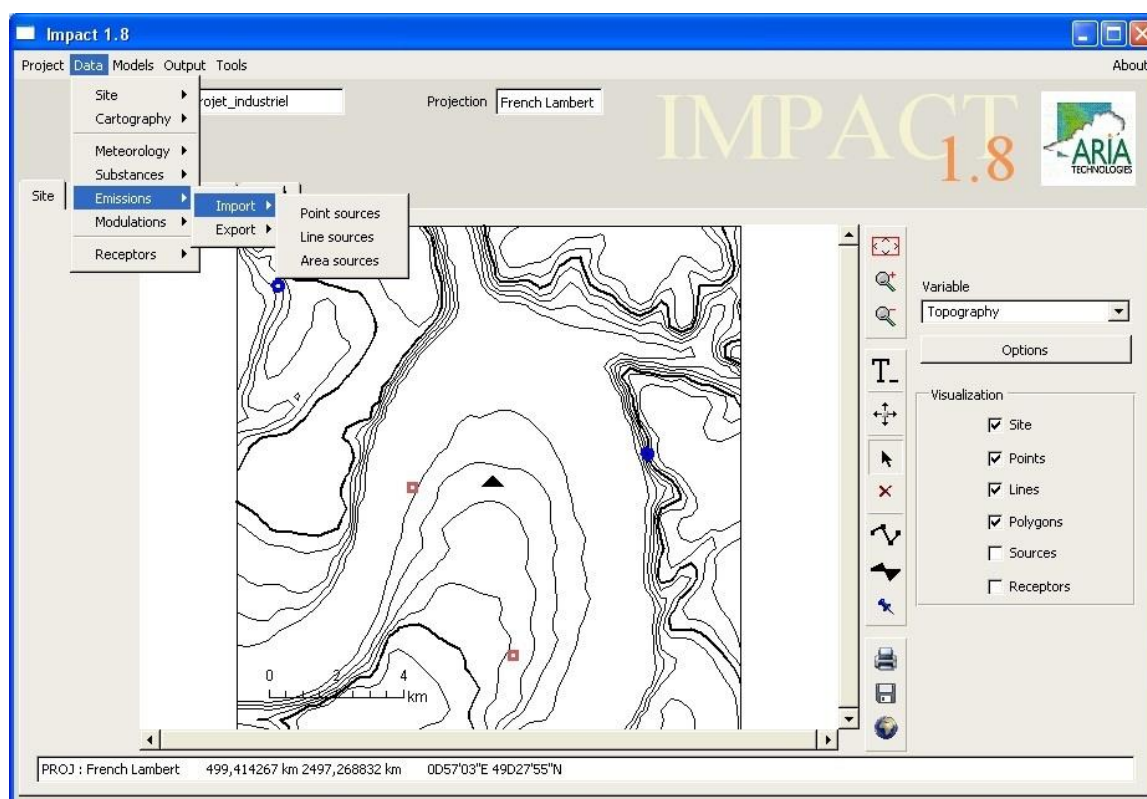 Impact 1.8
Project Data Models Output Tools About
Site
rojet_industriel
Projection French Lambert
IMPACT
1.8
ARIA
TECHNOLOGIES
Cartography
Meteorology
Substances
Site
Emissions
Import
Point sources
Modulations
Export
Line sources
Area sources
Receptors
Variable
Topography
Options
T_
Visualization
Site
Points
Lines
Polygons
Sources
Receptors
0 2 4
km
PROJ : French Lambert 499,414267 km 2497,268832 km 0D57'03"E 49D27'55"N